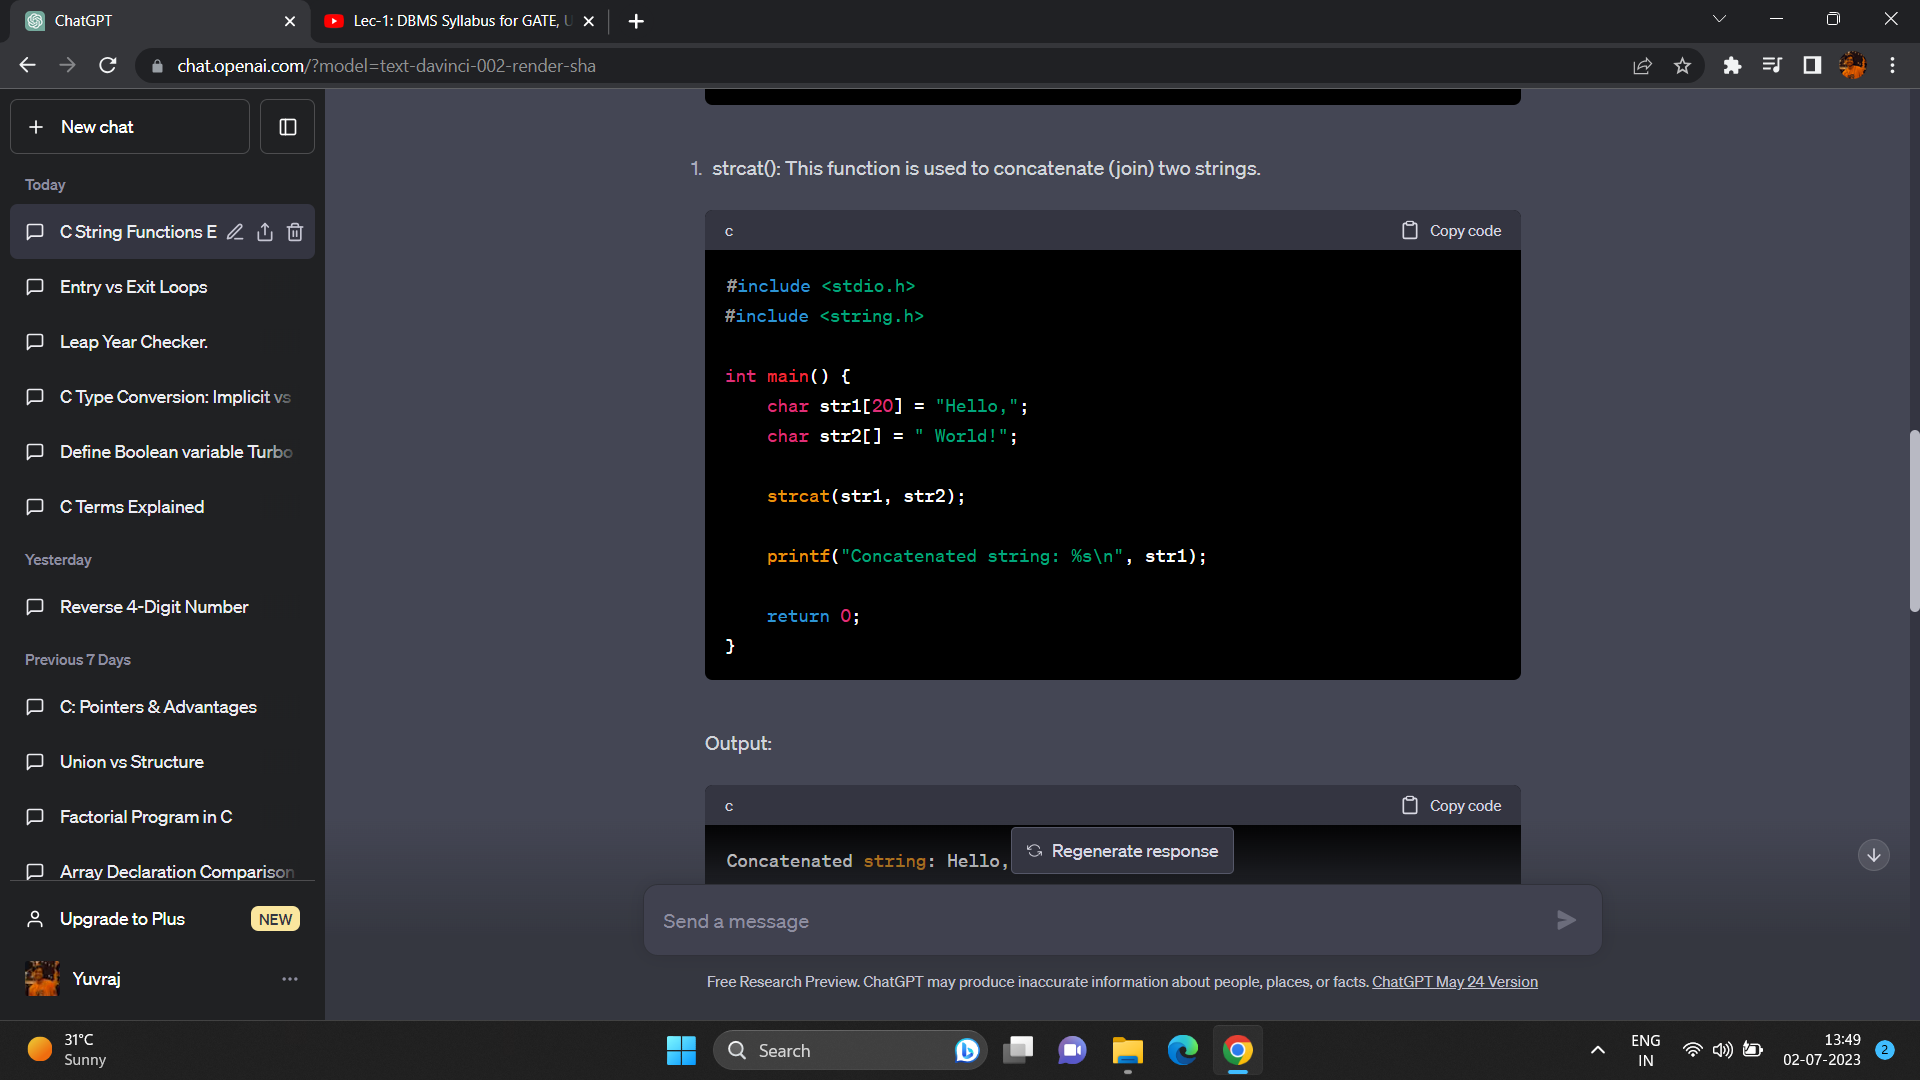 ChatGPT
Lec-1: DBMS Syllabus for GATE, U
chat.openai.com/?model=text-davinci-002-render-sha
New chat
Today
C String Functions E
Entry vs Exit Loops
Leap Year Checker.
C Type Conversion: Implicit vs
Define Boolean variable Turbo
C Terms Explained
Yesterday
Reverse 4-Digit Number
Previous 7 Days
C: Pointers & Advantages
Union vs Structure
Factorial Program in C
Array Declaration Comparison
Upgrade to Plus NEW
Yuvraj
1. strcat(): This function is used to concatenate (join) two strings.
c Copy code
#include <stdio.h>
#include <string.h>
int main() {
char str1[20] = "Hello,";
char str2[] = " World!";
strcat(str1, str2);
printf("Concatenated string: %s\n", str1);
return 0;
}
Output:
c Copy code
Concatenated string: Hello,
Regenerate response
Send a message
Free Research Preview. ChatGPT may produce inaccurate information about people, places, or facts. ChatGPT May 24 Version
31°C
Sunny
Search
ENG
IN
13:49
02-07-2023
2